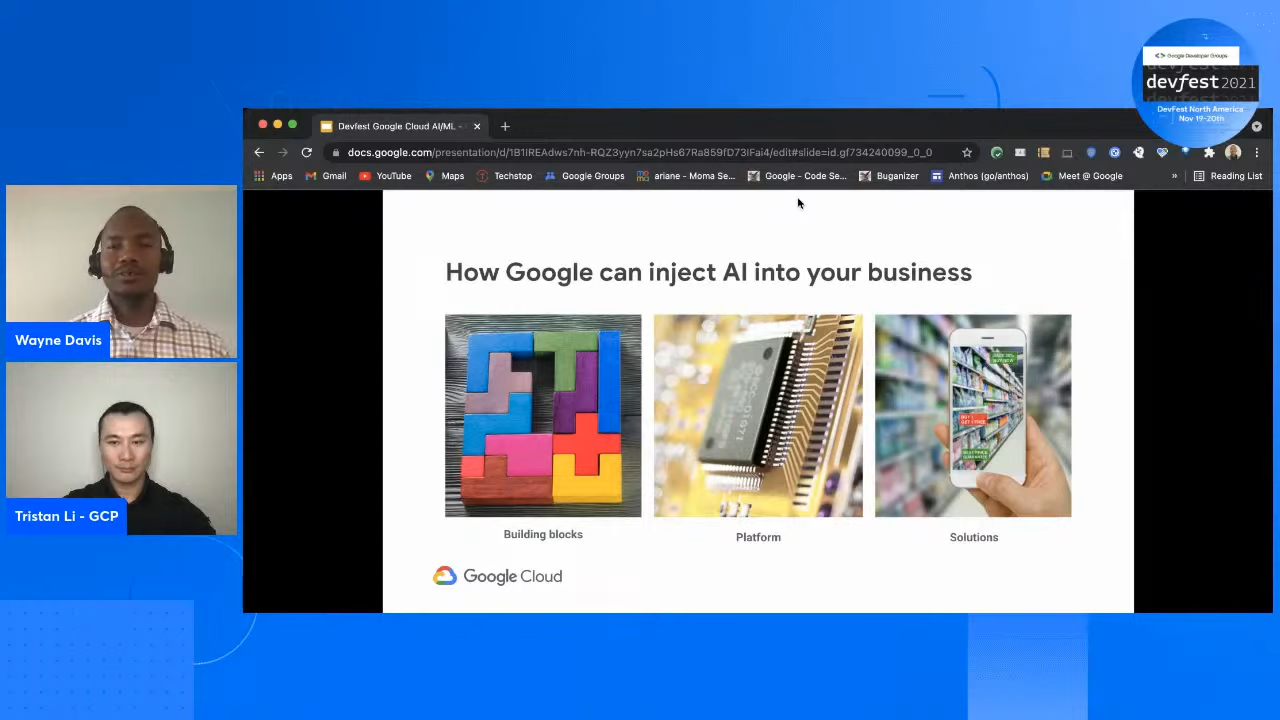 Google Developer Groups
devfest 2021
DevFest North America
Nov 19-20th
Devfest Google Cloud AI/ML -
docs.google.com/presentation/d/1B1IREAdws7nh-RQZ3yyn7sa2pHs67Ra859fD73IFai4/edit#slide=id.gf734240099_0_0
Apps Gmail YouTube Maps Techstop Google Groups ariane - Moma Se... Google - Code Se... Buganizer Anthos (go/anthos) Meet @ Google » Reading List
Wayne Davis
Tristan Li - GCP
How Google can inject AI into your business
Building blocks
Platform
Solutions
Google Cloud